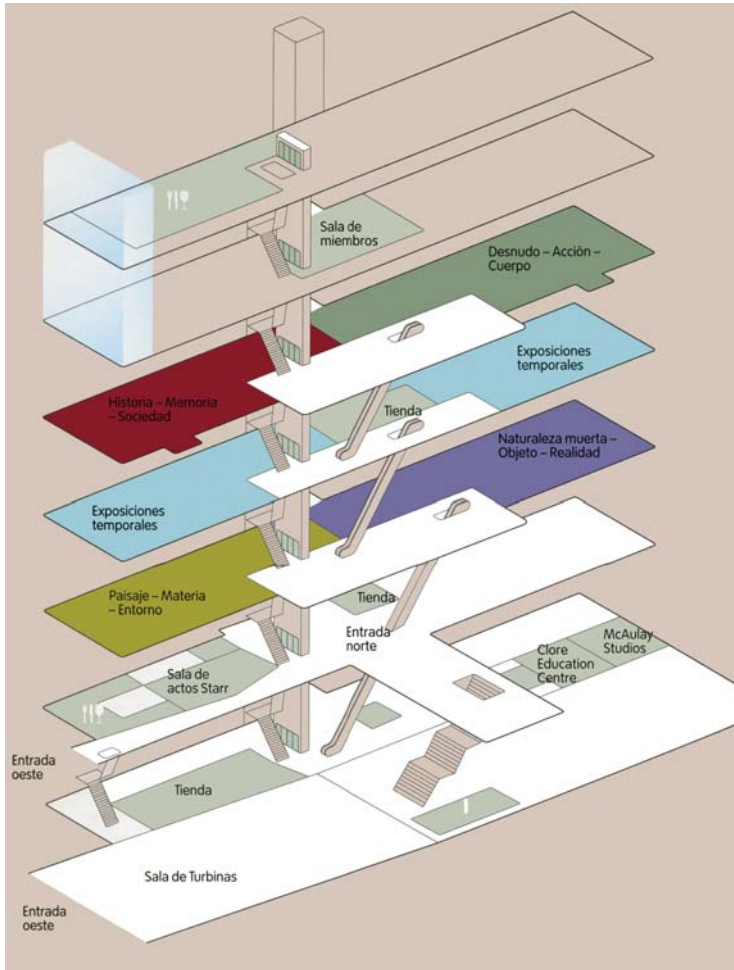 Sala de
miembros
Desnudo – Acción –
Cuerpo
Exposiciones
temporales
Historia – Memoria
– Sociedad
Tienda
Naturaleza muerta –
Objeto – Realidad
Exposiciones
temporales
Paisaje – Materia
– Entorno
Tienda
Entrada
norte
McAulay
Studios
Clore
Education
Centre
Sala de
actos Starr
Entrada
oeste
Tienda
Sala de Turbinas
Entrada
oeste